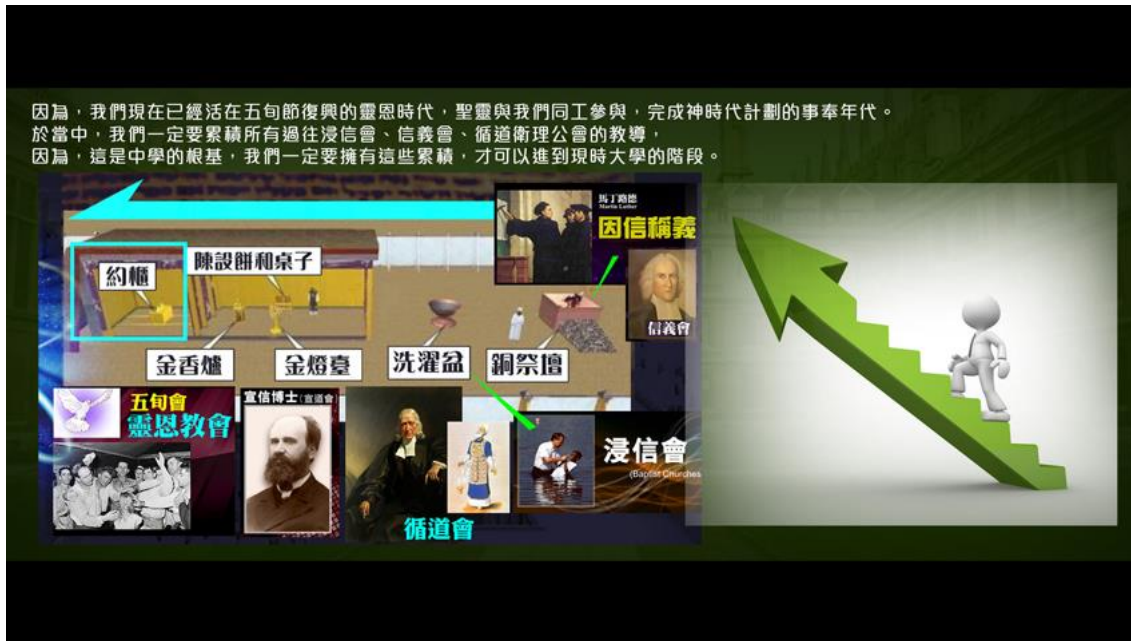 因為，我們現在已經活在五旬節復興的靈恩時代，聖靈與我們同工參與，完成神時代計劃的事奉年代。
於當中，我們一定要累積所有過往浸信會、信義會、循道衛理公會的教導，
因為，這是中學的根基，我們一定要擁有這些累積，才可以進到現時大學的階段。
馬丁路德
Martin Luther
因信稱義
陳設餅和桌子
約櫃
信義會
金香爐
金燈臺
洗濯盆
銅祭壇
五旬會
靈恩教會
宣信博士(宣道會)
浸信會
(Baptist Churches
循道會